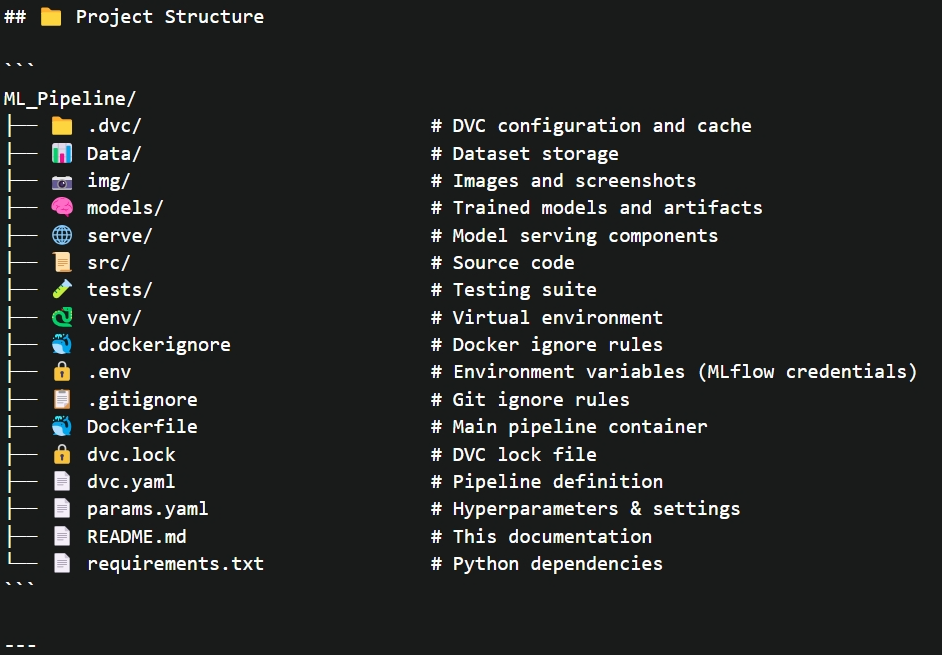 ## 📁 Project Structure
```
ML_Pipeline/
├── 📁 .dvc/ # DVC configuration and cache
├── 📊 Data/ # Dataset storage
├── 📷 img/ # Images and screenshots
├── 🧠 models/ # Trained models and artifacts
├── 🌐 serve/ # Model serving components
├── 📜 src/ # Source code
├── 🧪 tests/ # Testing suite
├── 🐍 venv/ # Virtual environment
├── 🐳 .dockerignore # Docker ignore rules
├── 🔒 .env # Environment variables (MLflow credentials)
├── 📋 .gitignore # Git ignore rules
├── 🐳 Dockerfile # Main pipeline container
├── 🔒 dvc.lock # DVC lock file
├── 📄 dvc.yaml # Pipeline definition
├── 📄 params.yaml # Hyperparameters & settings
├── 📄 README.md # This documentation
└── 📄 requirements.txt # Python dependencies
```
---